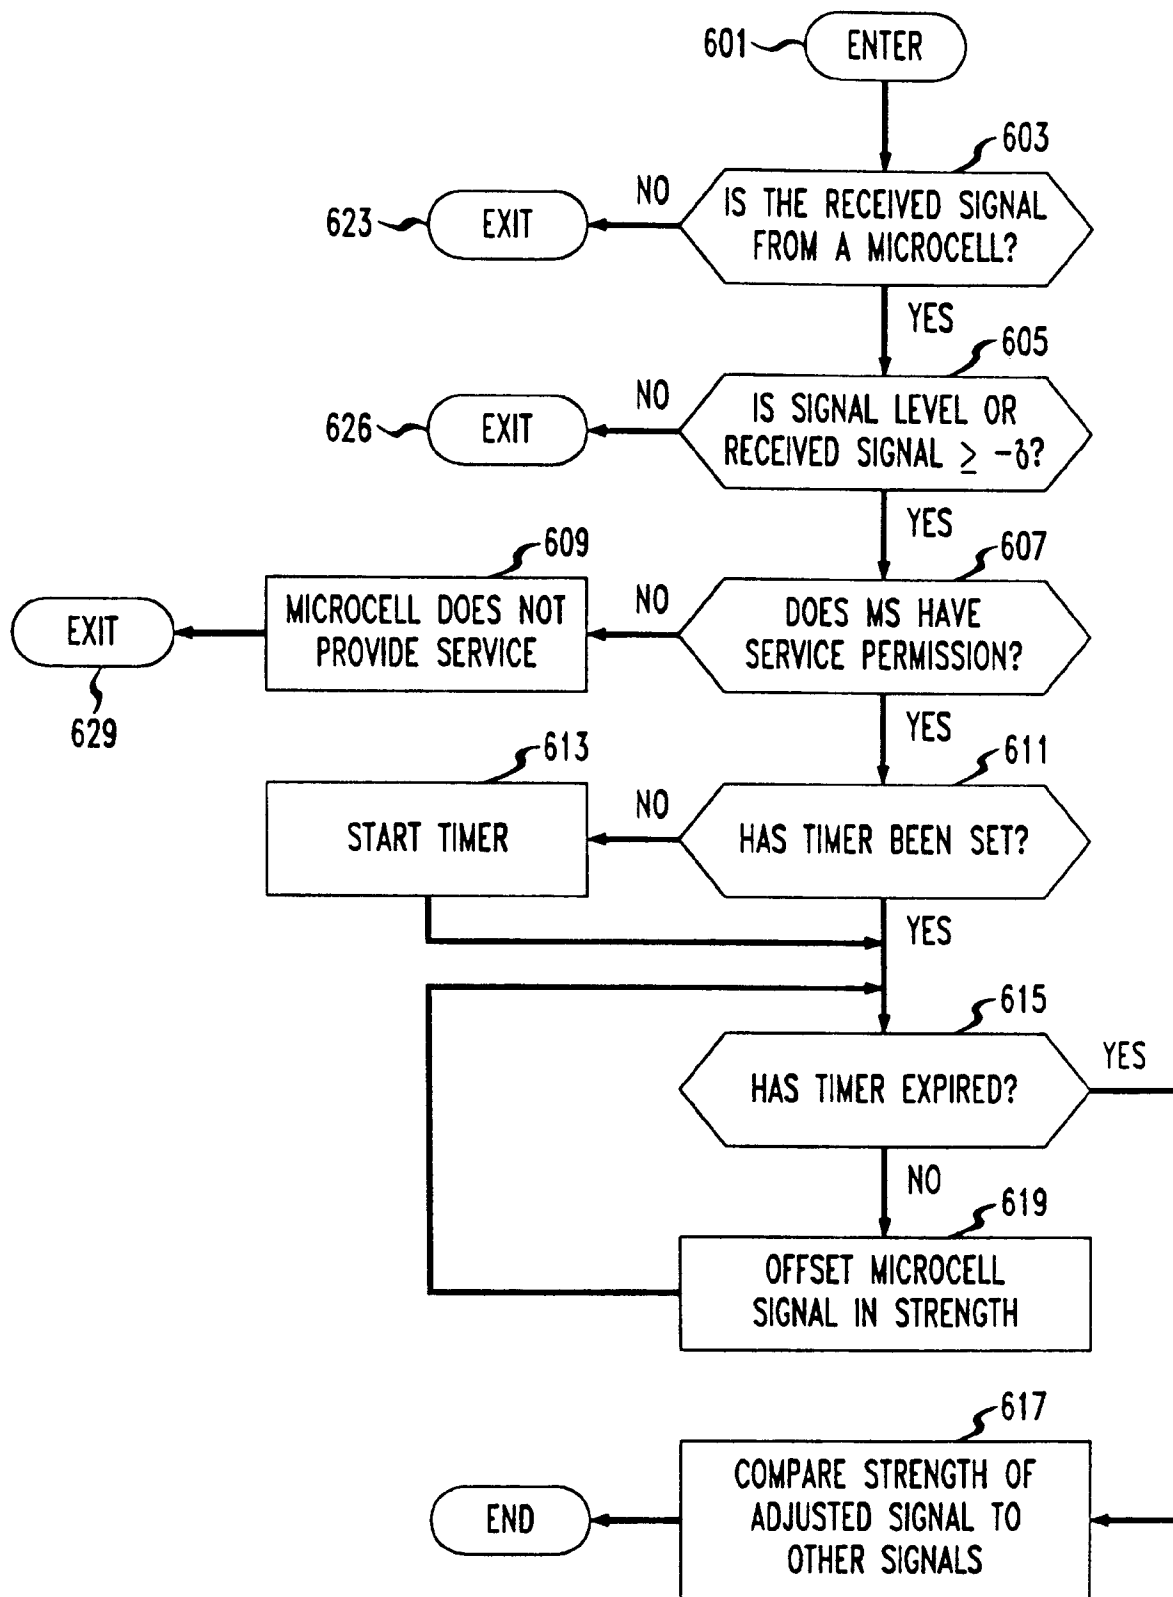 601
ENTER
603
NO
IS THE RECEIVED SIGNAL
FROM A MICROCELL?
623
EXIT
YES
605
NO
IS SIGNAL LEVEL OR
RECEIVED SIGNAL ≥ -δ?
626
EXIT
YES
609
607
EXIT
MICROCELL DOES NOT
PROVIDE SERVICE
NO
DOES MS HAVE
SERVICE PERMISSION?
629
YES
613
611
START TIMER
NO
HAS TIMER BEEN SET?
YES
615
HAS TIMER EXPIRED?
YES
NO
619
OFFSET MICROCELL
SIGNAL IN STRENGTH
617
END
COMPARE STRENGTH OF
ADJUSTED SIGNAL TO
OTHER SIGNALS